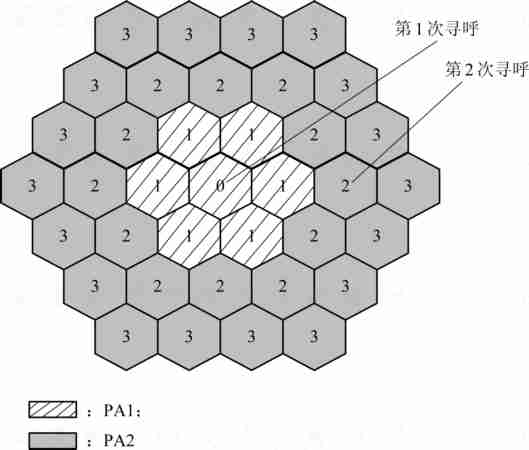 3 3 3 3
第1次寻呼
3 2 2 2 3
第2次寻呼
3 2 1 1 2 3
3 2 1 0 1 2 3
3 2 1 1 2 3
3 2 2 2 3
3 3 3 3
：PA1；
：PA2